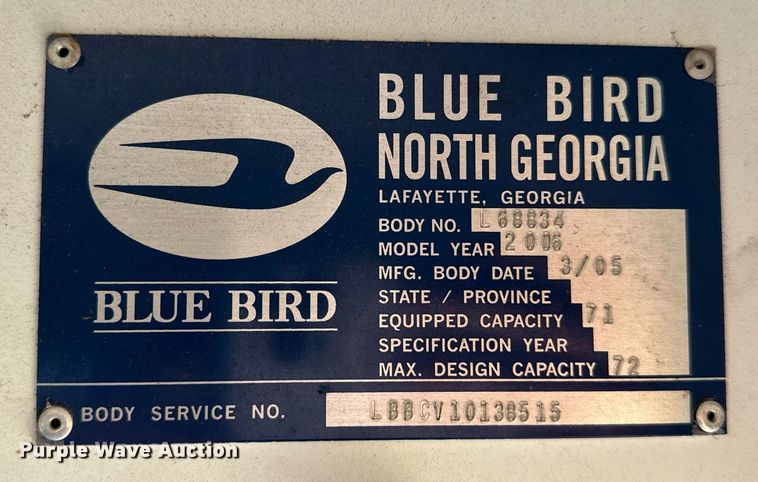 BLUE BIRD
NORTH GEORGIA
LAFAYETTE, GEORGIA
BODY NO. L68834
MODEL YEAR 2006
MFG. BODY DATE 3/05
STATE / PROVINCE
EQUIPPED CAPACITY 71
SPECIFICATION YEAR
MAX. DESIGN CAPACITY 72
BLUE BIRD
BODY SERVICE NO. LBBCV10138515
Purple Wave Auction